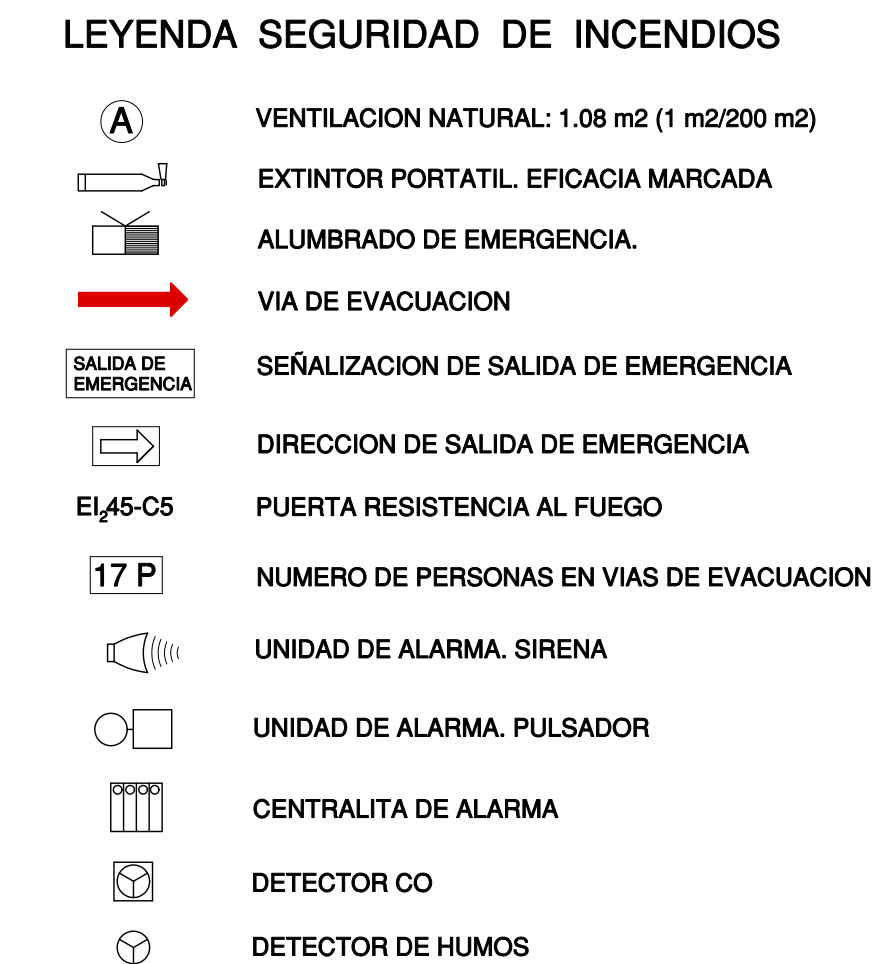 LEYENDA SEGURIDAD DE INCENDIOS
A VENTILACION NATURAL: 1.08 m2 (1 m2/200 m2)
EXTINTOR PORTATIL. EFICACIA MARCADA
ALUMBRADO DE EMERGENCIA.
VIA DE EVACUACION
SALIDA DE
EMERGENCIA
SEÑALIZACION DE SALIDA DE EMERGENCIA
DIRECCION DE SALIDA DE EMERGENCIA
EI₂45-C5 PUERTA RESISTENCIA AL FUEGO
17 P NUMERO DE PERSONAS EN VIAS DE EVACUACION
UNIDAD DE ALARMA. SIRENA
UNIDAD DE ALARMA. PULSADOR
CENTRALITA DE ALARMA
DETECTOR CO
DETECTOR DE HUMOS